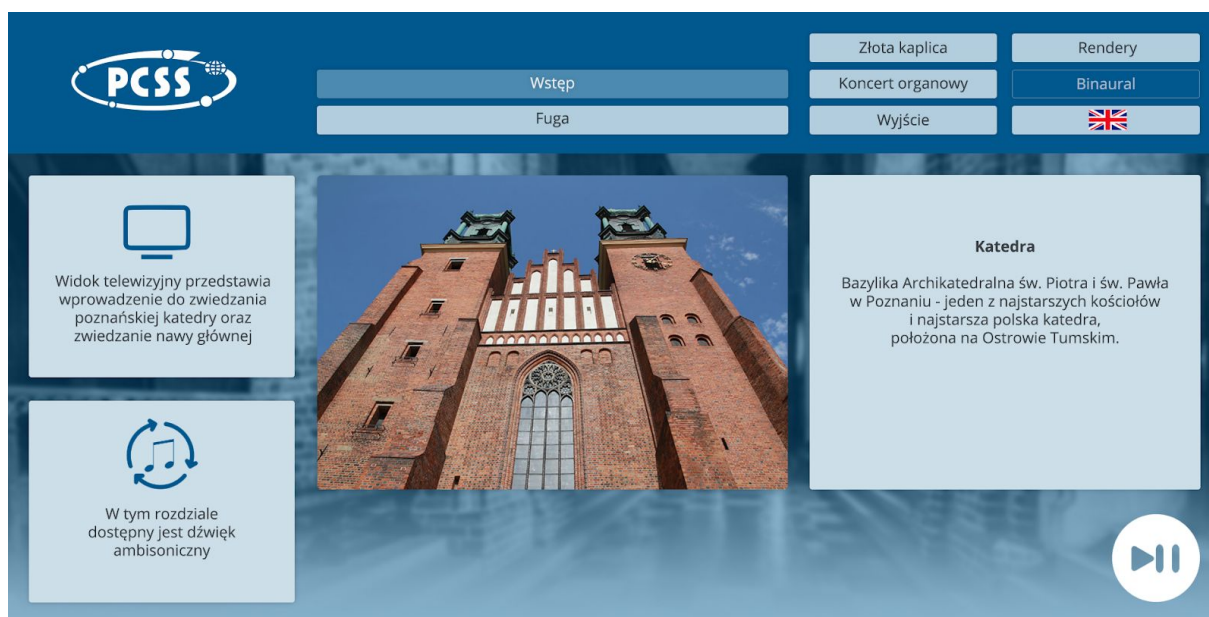 PCSS
Wstęp
Fuga
Złota kaplica
Rendery
Koncert organowy
Binaural
Wyjście
Widok telewizyjny przedstawia
wprowadzenie do zwiedzania
poznańskiej katedry oraz
zwiedzanie nawy głównej
W tym rozdziale
dostępny jest dźwięk
ambisoniczny
Katedra
Bazylika Archikatedralna św. Piotra i św. Pawła
w Poznaniu - jeden z najstarszych kościołów
i najstarsza polska katedra,
położona na Ostrowie Tumskim.